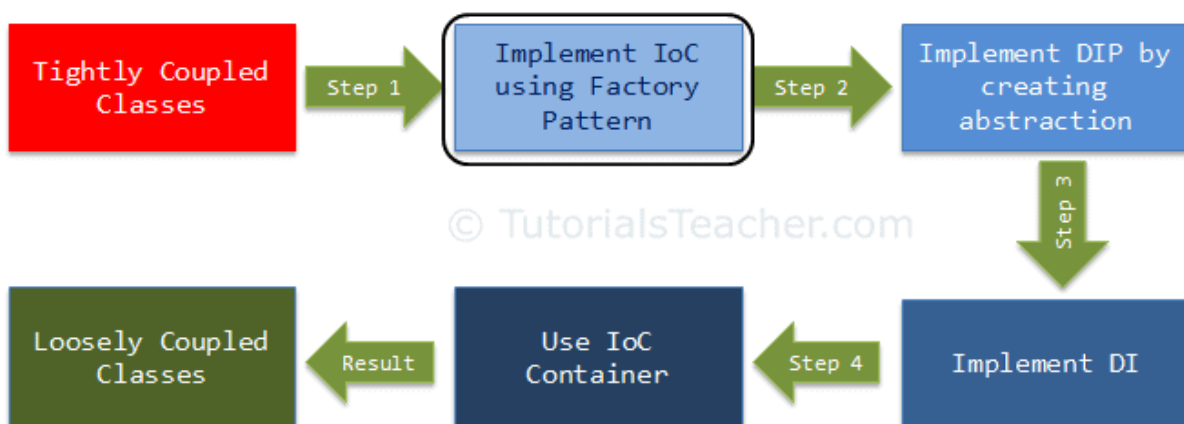 Tightly Coupled
Classes
Step 1
Implement IoC
using Factory
Pattern
Step 2
Implement DIP by
creating
abstraction
Step 3
© TutorialsTeacher.com
Implement DI
Step 4
Use IoC
Container
Result
Loosely Coupled
Classes